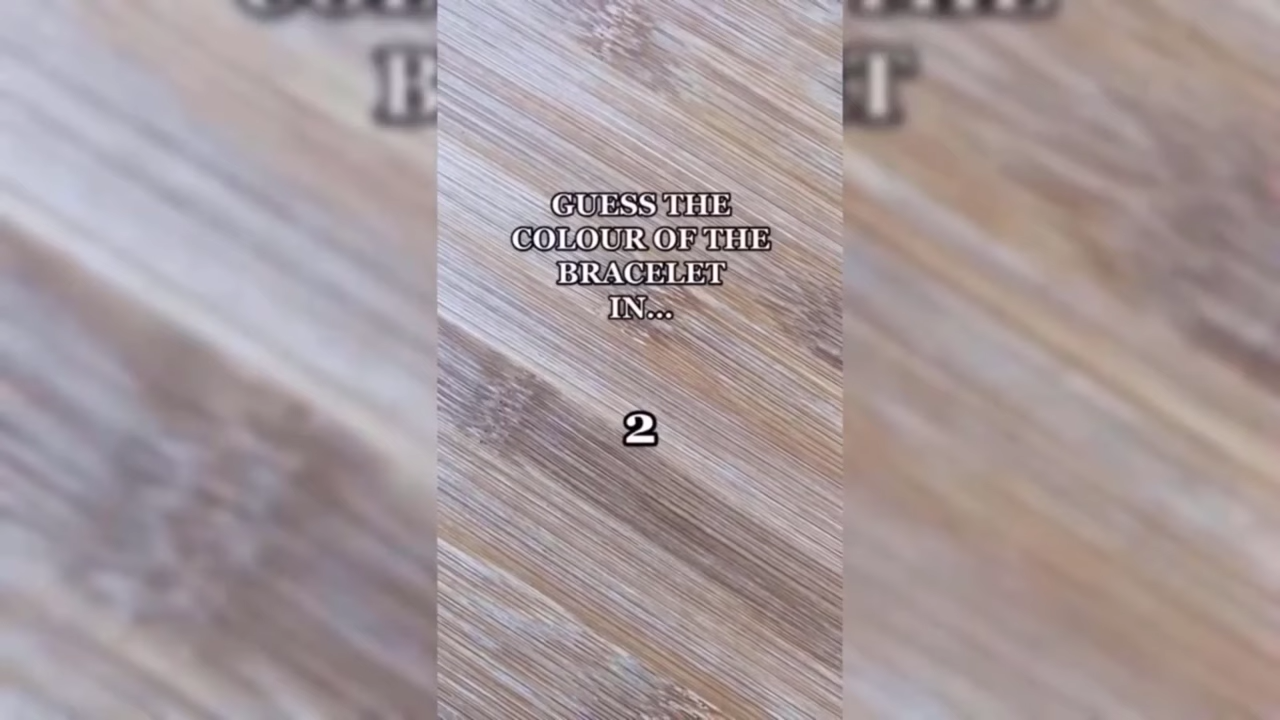 GUESS THE
COLOUR OF THE
BRACELET
IN...
2